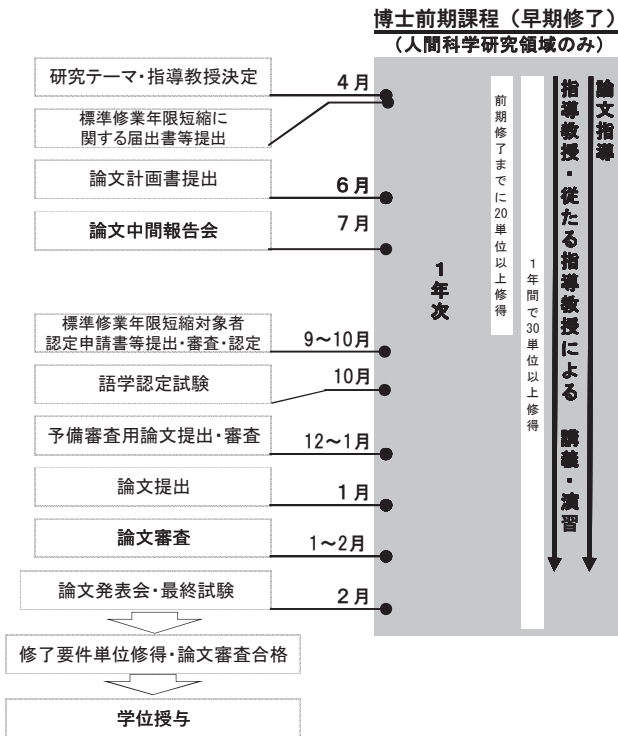 博士前期課程（早期修了）
（人間科学研究領域のみ）
研究テーマ・指導教授決定
4月
標準修業年限短縮に
関する届出書等提出
論文計画書提出
6月
論文中間報告会
7月
標準修業年限短縮対象者
認定申請書等提出・審査・認定
9～10月
語学認定試験
10月
予備審査用論文提出・審査
12～1月
論文提出
1月
論文審査
1～2月
論文発表会・最終試験
2月
修了要件単位修得・論文審査合格
学位授与
1年次
前期修了までに20単位以上修得
1年間で30単位以上修得
指導教授・従たる指導教授による 講義・演習
論文指導